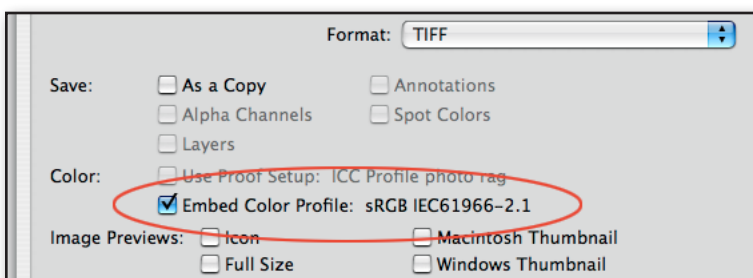 Format: TIFF
Save: As a Copy Annotations
Alpha Channels Spot Colors
Layers
Color: Use Proof Setup: ICC Profile photo rag
Embed Color Profile: sRGB IEC61966-2.1
Image Previews: Icon Macintosh Thumbnail
Full Size Windows Thumbnail